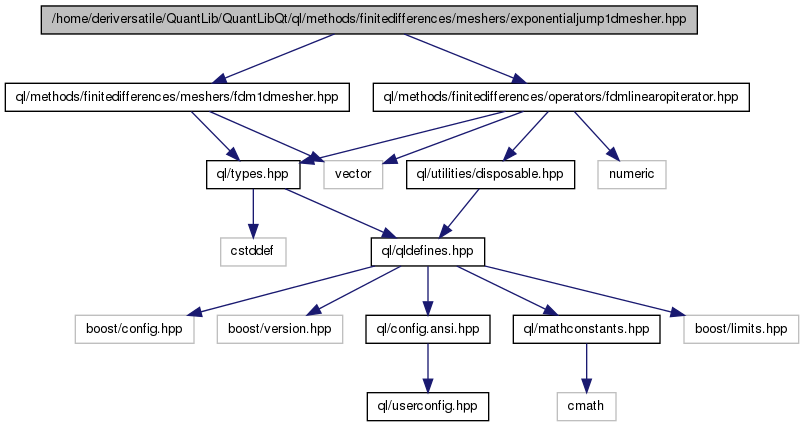 /home/deriversatile/QuantLib/QuantLibQt/ql/methods/finitedifferences/meshers/exponentialjump1dmesher.hpp
ql/methods/finitedifferences/meshers/fdm1dmesher.hpp
ql/methods/finitedifferences/operators/fdmlinearopiterator.hpp
ql/types.hpp
vector
ql/utilities/disposable.hpp
numeric
cstddef
ql/qldefines.hpp
boost/config.hpp
boost/version.hpp
ql/config.ansi.hpp
ql/mathconstants.hpp
boost/limits.hpp
ql/userconfig.hpp
cmath